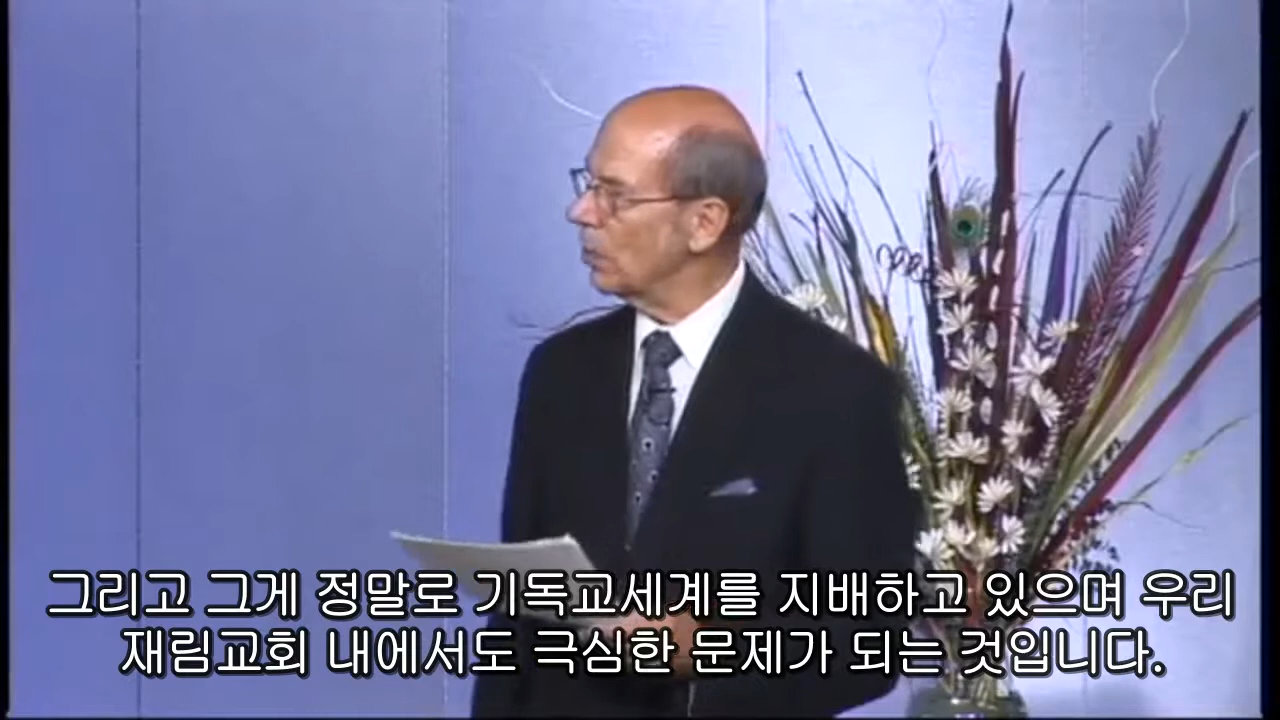 그리고 그게 정말로 기독교세계를 지배하고 있으며 우리
재림교회 내에서도 극심한 문제가 되는 것입니다.